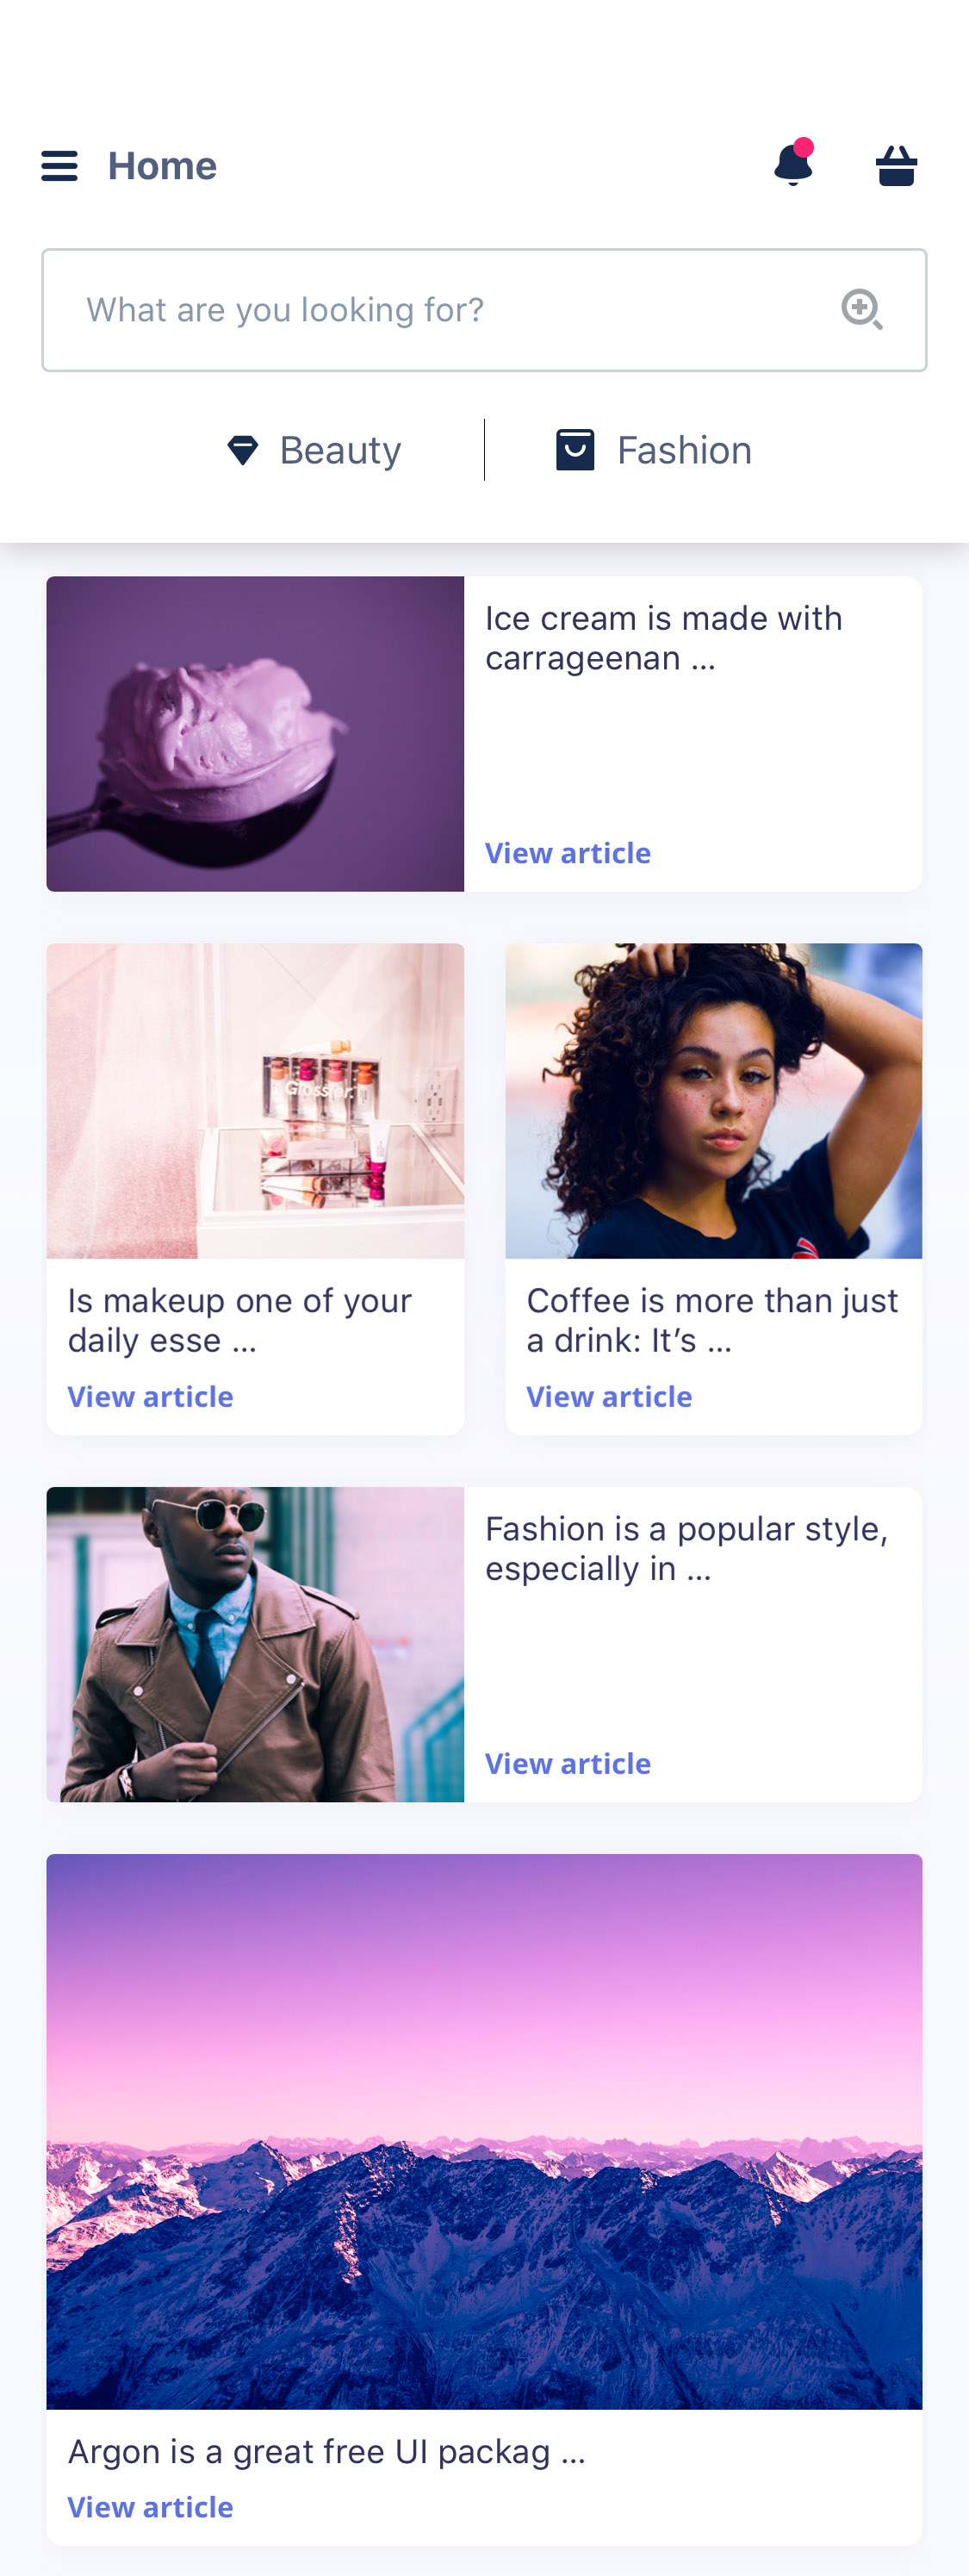 Home
What are you looking for?
Beauty
Fashion
Ice cream is made with
carrageenan ...
View article
Glossier.
Is makeup one of your
daily esse ...
View article
Coffee is more than just
a drink: It’s ...
View article
Fashion is a popular style,
especially in ...
View article
Argon is a great free UI packag ...
View article